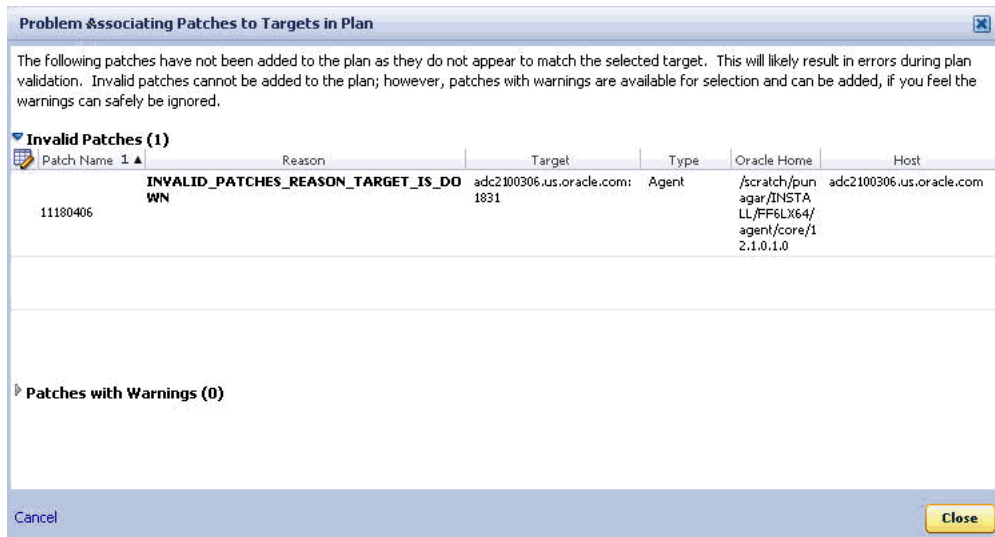 Problem Associating Patches to Targets in Plan
The following patches have not been added to the plan as they do not appear to match the selected target. This will likely result in errors during plan
validation. Invalid patches cannot be added to the plan; however, patches with warnings are available for selection and can be added, if you feel the
warnings can safely be ignored.
Invalid Patches (1)
Patch Name 1 ▲ Reason Target Type Oracle Home Host
INVALID_PATCHES_REASON_TARGET_IS_DO adc2100306.us.oracle.com: Agent /scratch/pun adc2100306.us.oracle.com
WN 1831 agar/INSTA
11180406 LL/FF6LX64/
agent/core/1
2.1.0.1.0
Patches with Warnings (0)
Cancel Close